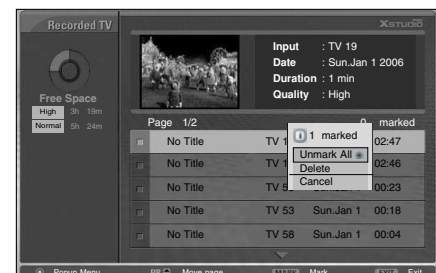 Recorded TV
XSTUDIO
Input : TV 19
Date : Sun.Jan 1 2006
Duration : 1 min
Quality : High
Free Space
High 3h 19m
Normal 5h 24m
Page 1/2 0 marked
No Title TV 1 02:47
No Title TV 1 02:46
No Title TV 5 00:23
No Title TV 53 Sun.Jan 1 00:18
No Title TV 58 Sun.Jan 1 00:04
1 marked
Unmark All
Delete
Cancel
Popup Menu PR Move page MARK Mark EXIT Exit